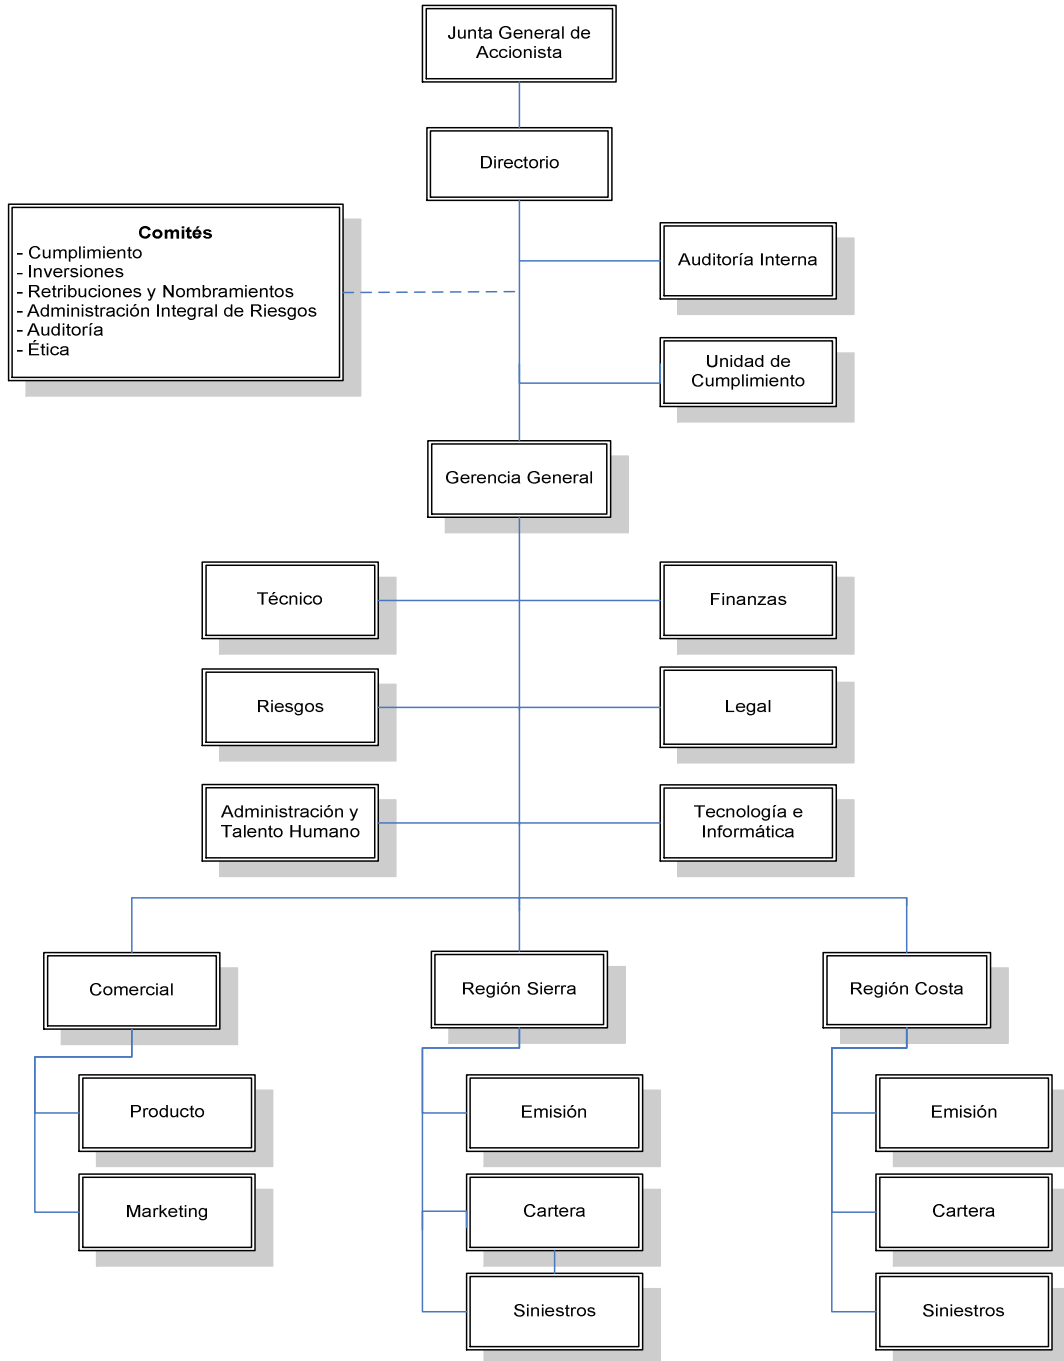 Junta General de
Accionista
Directorio
Comités
- Cumplimiento
- Inversiones
- Retribuciones y Nombramientos
- Administración Integral de Riesgos
- Auditoría
- Ética
Auditoría Interna
Unidad de
Cumplimiento
Gerencia General
Técnico
Finanzas
Riesgos
Legal
Administración y
Talento Humano
Tecnología e
Informática
Comercial
Región Sierra
Región Costa
Producto
Emisión
Emisión
Marketing
Cartera
Cartera
Siniestros
Siniestros